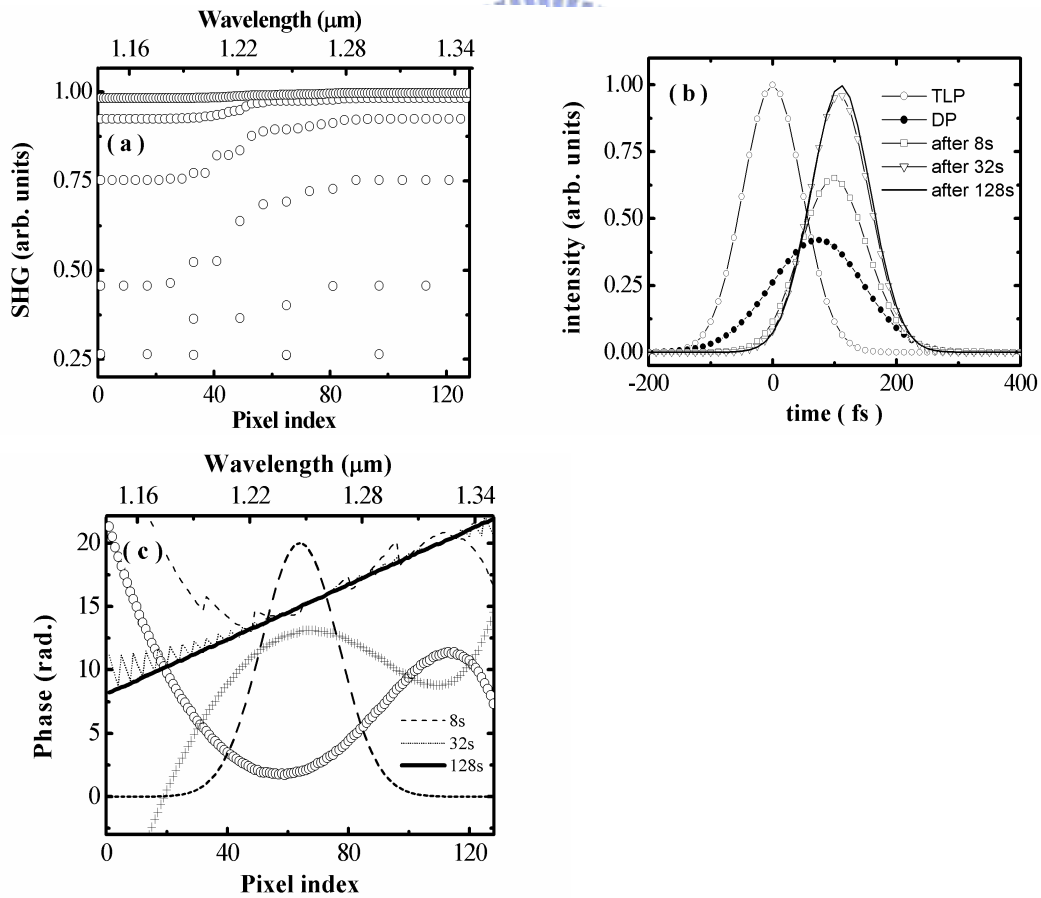 Wavelength (μm)
1.16 1.22 1.28 1.34
1.00
0.75
0.50
0.25
SHG (arb. units)
( a )
0 40 80 120
Pixel index
( b )
TLP
DP
after 8s
after 32s
after 128s
1.00
0.75
0.50
0.25
0.00
intensity (arb. units)
-200 0 200 400
time ( fs )
Wavelength (μm)
1.16 1.22 1.28 1.34
( c )
20
15
10
5
0
Phase (rad.)
8s
32s
128s
0 40 80 120
Pixel index